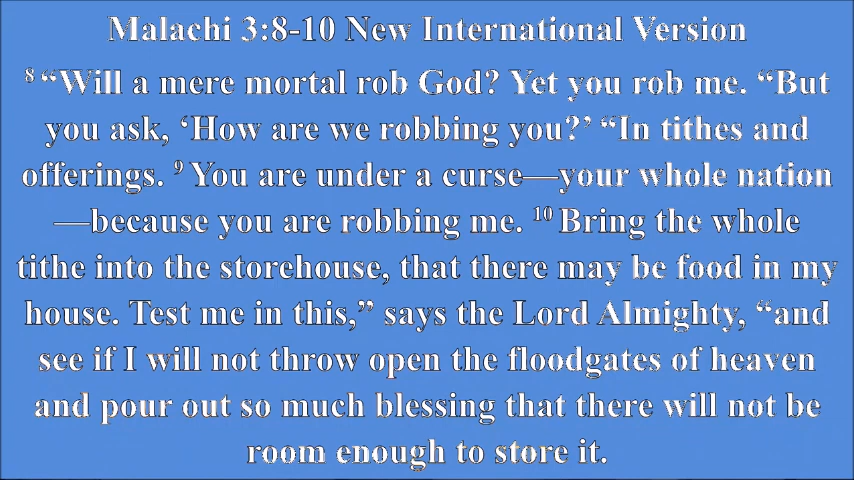 Malachi 3:8-10 New International Version
⁸ “Will a mere mortal rob God? Yet you rob me. “But
you ask, ‘How are we robbing you?’ “In tithes and
offerings. ⁹ You are under a curse—your whole nation
—because you are robbing me. ¹⁰ Bring the whole
tithe into the storehouse, that there may be food in my
house. Test me in this,” says the Lord Almighty, “and
see if I will not throw open the floodgates of heaven
and pour out so much blessing that there will not be
room enough to store it.